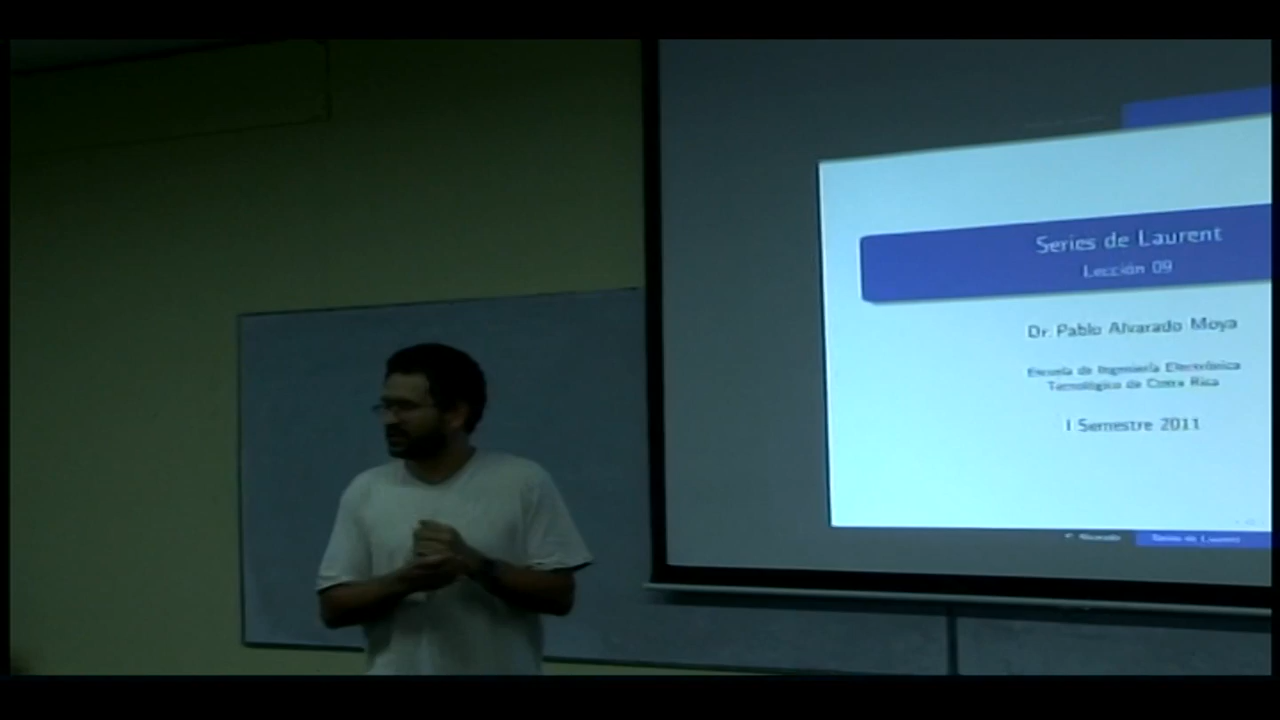 Series de Laurent
Lección 09
Dr. Pablo Alvarado Moya
Escuela de Ingeniería Electrónica
Tecnológico de Costa Rica
I Semestre 2011
P. Alvarado
Series de Laurent